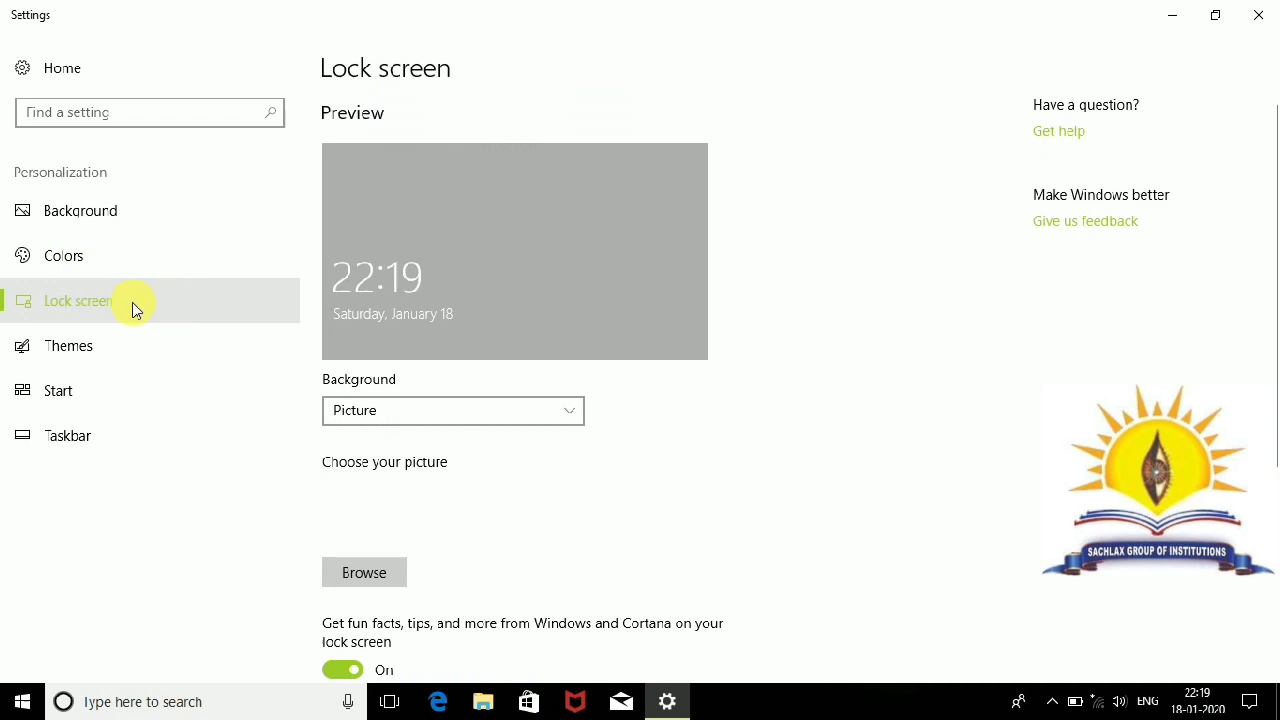 Settings
Home
Find a setting
Personalization
Background
Colors
Lock screen
Themes
Start
Taskbar
Lock screen
Preview
22:19
Saturday, January 18
Background
Picture
Choose your picture
Browse
Get fun facts, tips, and more from Windows and Cortana on your
lock screen
On
Have a question?
Get help
Make Windows better
Give us feedback
SACHLAX GROUP OF INSTITUTIONS
Type here to search
ENG
22:19
18-01-2020